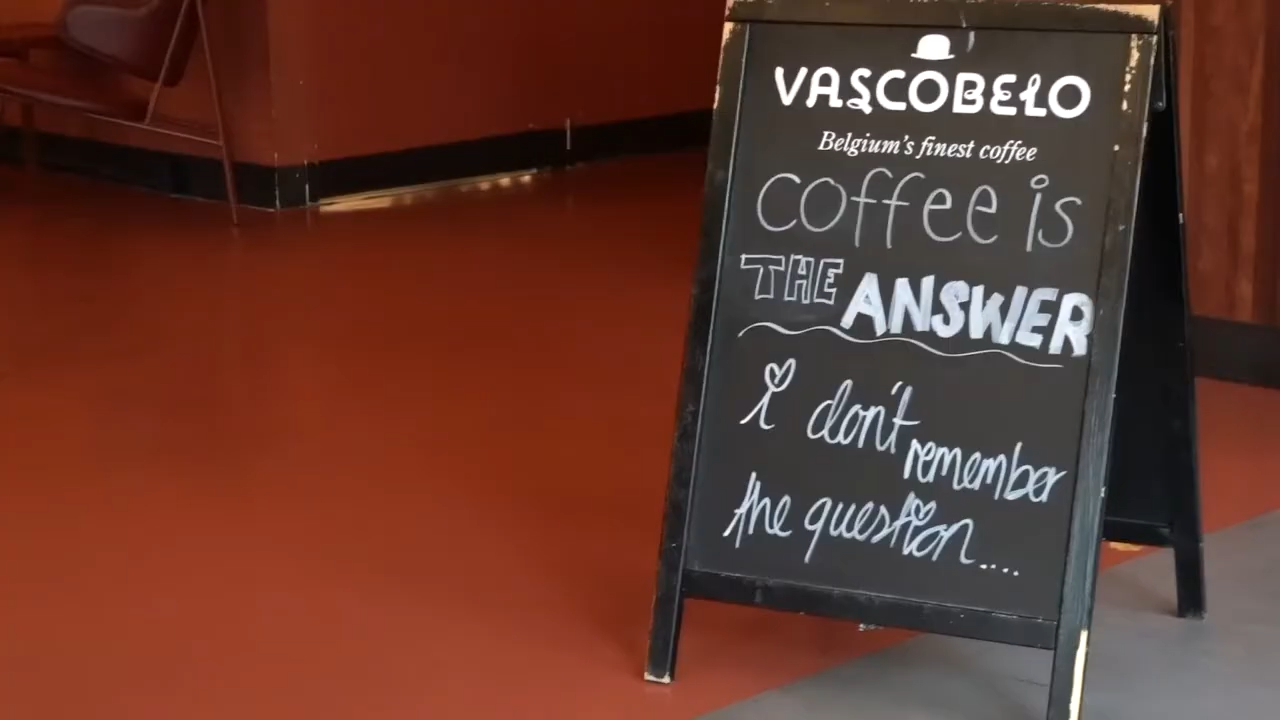 VASCOBELO
Belgium's finest coffee
coffee is
THE ANSWER
i don't remember
the question....